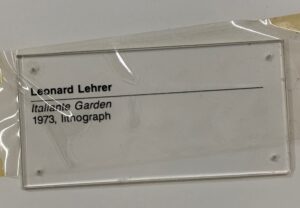 Leonard Lehrer
Italiante Garden
1973, lithograph